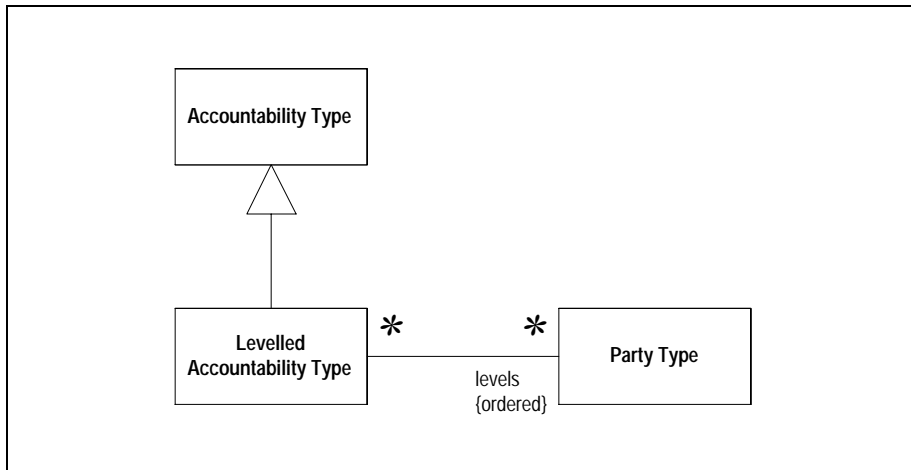 Accountability Type
Levelled
Accountability Type
*
*
Party Type
levels
{ordered}